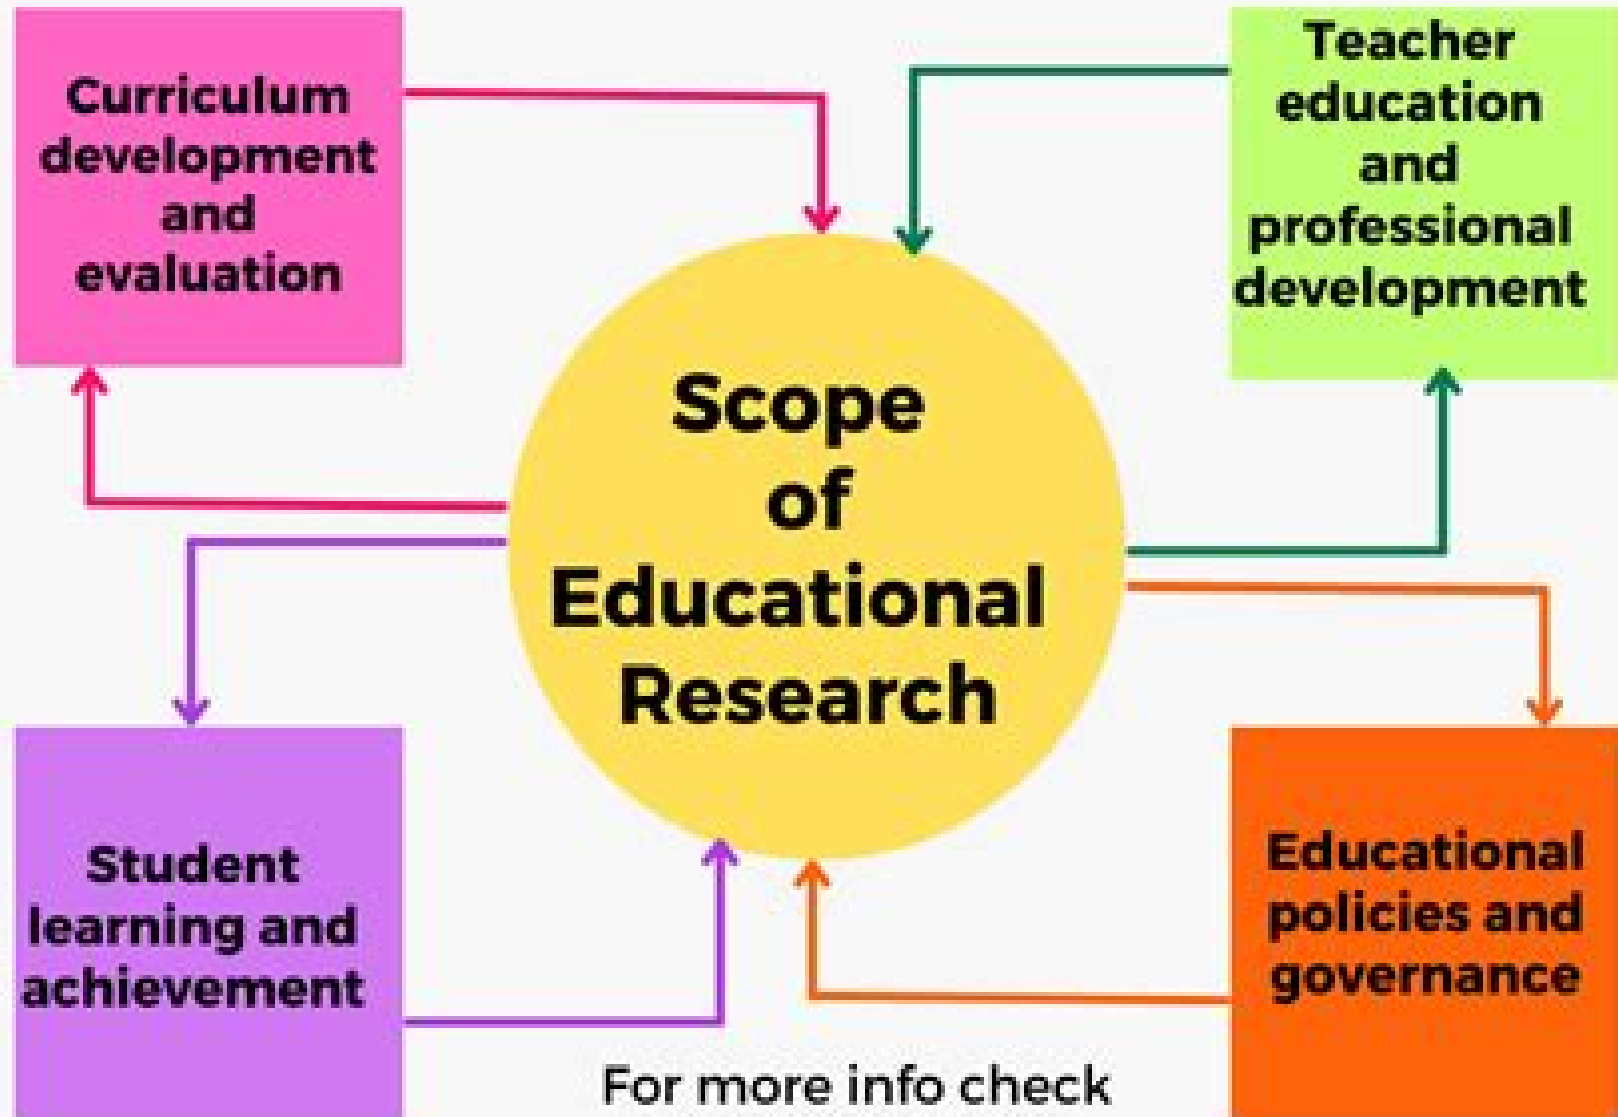 Curriculum
development
and
evaluation
Teacher
education
and
professional
development
Scope
of
Educational
Research
Student
learning and
achievement
Educational
policies and
governance
For more info check